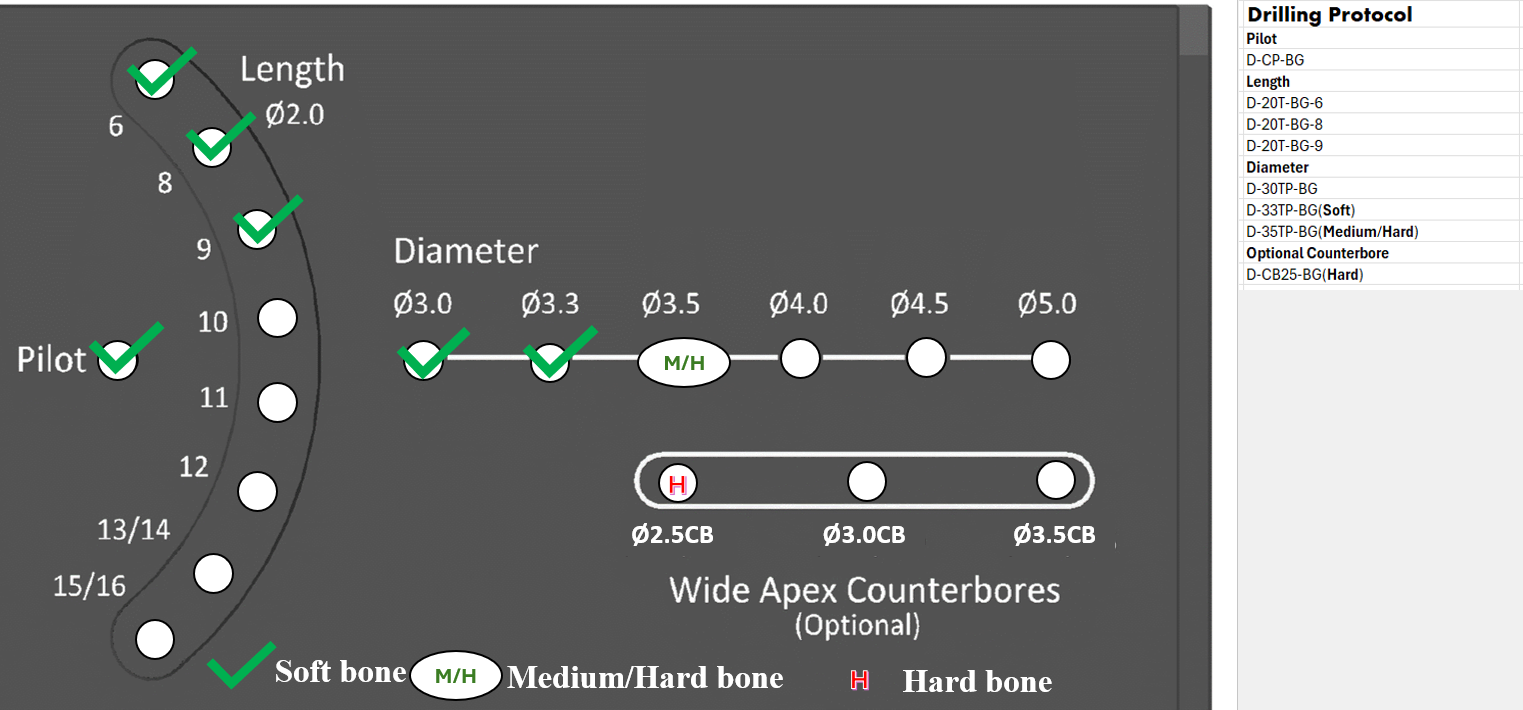 Length
Ø2.0
6
8
9
10
11
12
13/14
15/16
Pilot
Diameter
Ø3.0 Ø3.3 Ø3.5 Ø4.0 Ø4.5 Ø5.0
M/H
H
Ø2.5CB Ø3.0CB Ø3.5CB
Wide Apex Counterbores
(Optional)
Soft bone M/H Medium/Hard bone H Hard bone
Drilling Protocol
Pilot
D-CP-BG
Length
D-20T-BG-6
D-20T-BG-8
D-20T-BG-9
Diameter
D-30TP-BG
D-33TP-BG(Soft)
D-35TP-BG(Medium/Hard)
Optional Counterbore
D-CB25-BG(Hard)